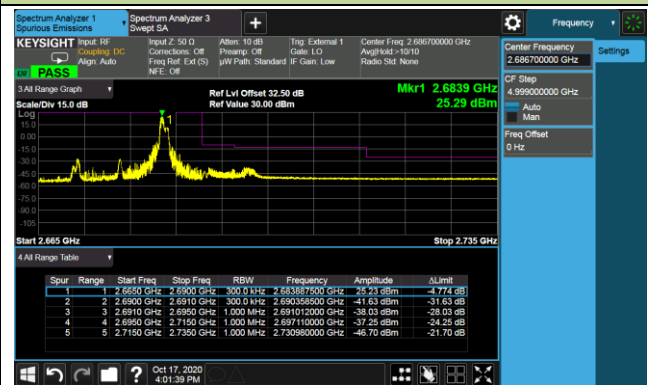 Spectrum Analyzer 1
Spurious Emissions
Spectrum Analyzer 3
Swept SA
Frequency
KEYSIGHT
Input: RF
Coupling: DC
Align: Auto
Input Z: 50 Ω
Corrections: Off
Freq Ref: Ext (S)
NFE: Off
Atten: 10 dB
Preamp: Off
µW Path: Standard
Trig: External 1
Gate: LO
IF Gain: Low
Center Freq: 2.686700000 GHz
Avg|Hold:>10/10
Radio Std: None
PASS
Center Frequency
2.686700000 GHz
Settings
CF Step
4.999000000 GHz
Auto
Man
Freq Offset
0 Hz
3 All Range Graph
Scale/Div 15.0 dB
Ref Lvl Offset 32.50 dB
Ref Value 30.00 dBm
Mkr1 2.6839 GHz
25.29 dBm
Log
15.0
0.00
-15.0
-30.0
-45.0
-60.0
-75.0
-90.0
-105
1
Start 2.665 GHz
Stop 2.735 GHz
4 All Range Table
Spur Range Start Freq Stop Freq RBW Frequency Amplitude ΔLimit
1 1 2.6650 GHz 2.6900 GHz 300.0 kHz 2.683887500 GHz 25.23 dBm -4.774 dB
2 2 2.6900 GHz 2.6910 GHz 300.0 kHz 2.690358500 GHz -41.63 dBm -31.63 dB
3 3 2.6910 GHz 2.6950 GHz 1.000 MHz 2.691012000 GHz -38.03 dBm -28.03 dB
4 4 2.6950 GHz 2.7150 GHz 1.000 MHz 2.697110000 GHz -37.25 dBm -24.25 dB
5 5 2.7150 GHz 2.7350 GHz 1.000 MHz 2.730980000 GHz -46.70 dBm -21.70 dB
Oct 17, 2020
4:01:39 PM